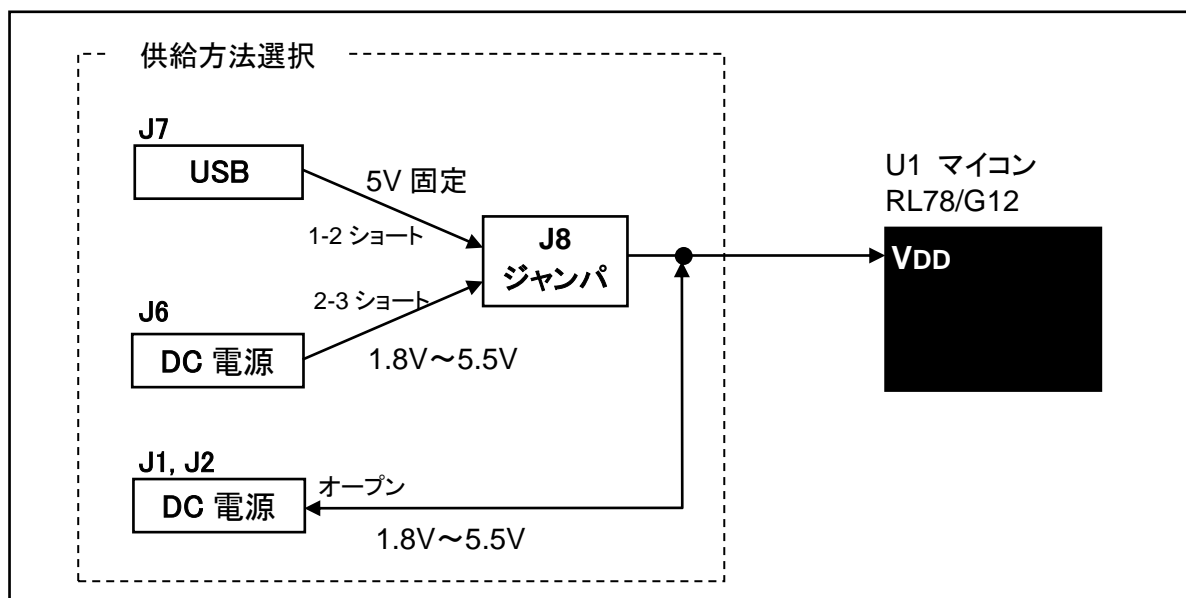 供給方法選択
J7
USB
5V 固定
1-2 ショート
J8
ジャンパ
2-3 ショート
J6
DC 電源
1.8V～5.5V
J1, J2
DC 電源
オープン
1.8V～5.5V
U1 マイコン
RL78/G12
VDD